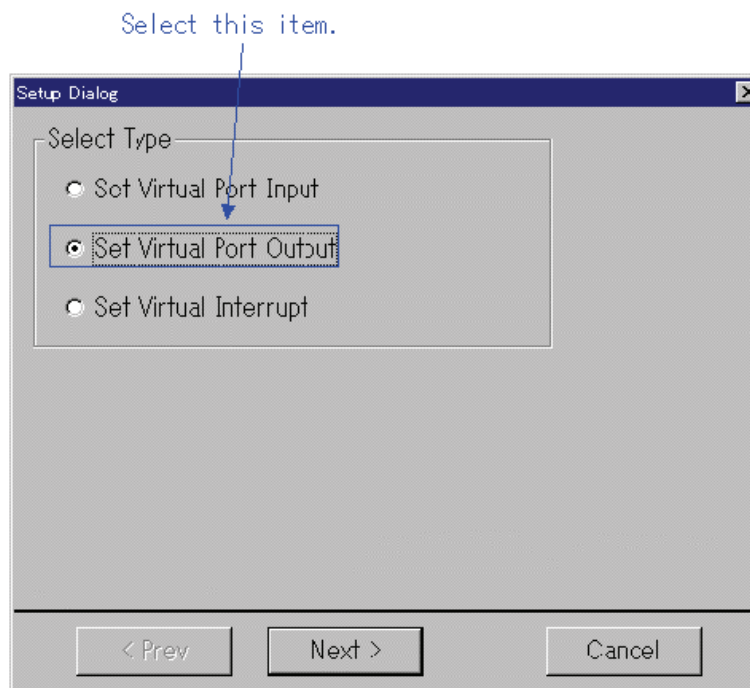 Select this item.
Setup Dialog
Select Type
Set Virtual Port Input
Set Virtual Port Output
Set Virtual Interrupt
< Prev
Next >
Cancel